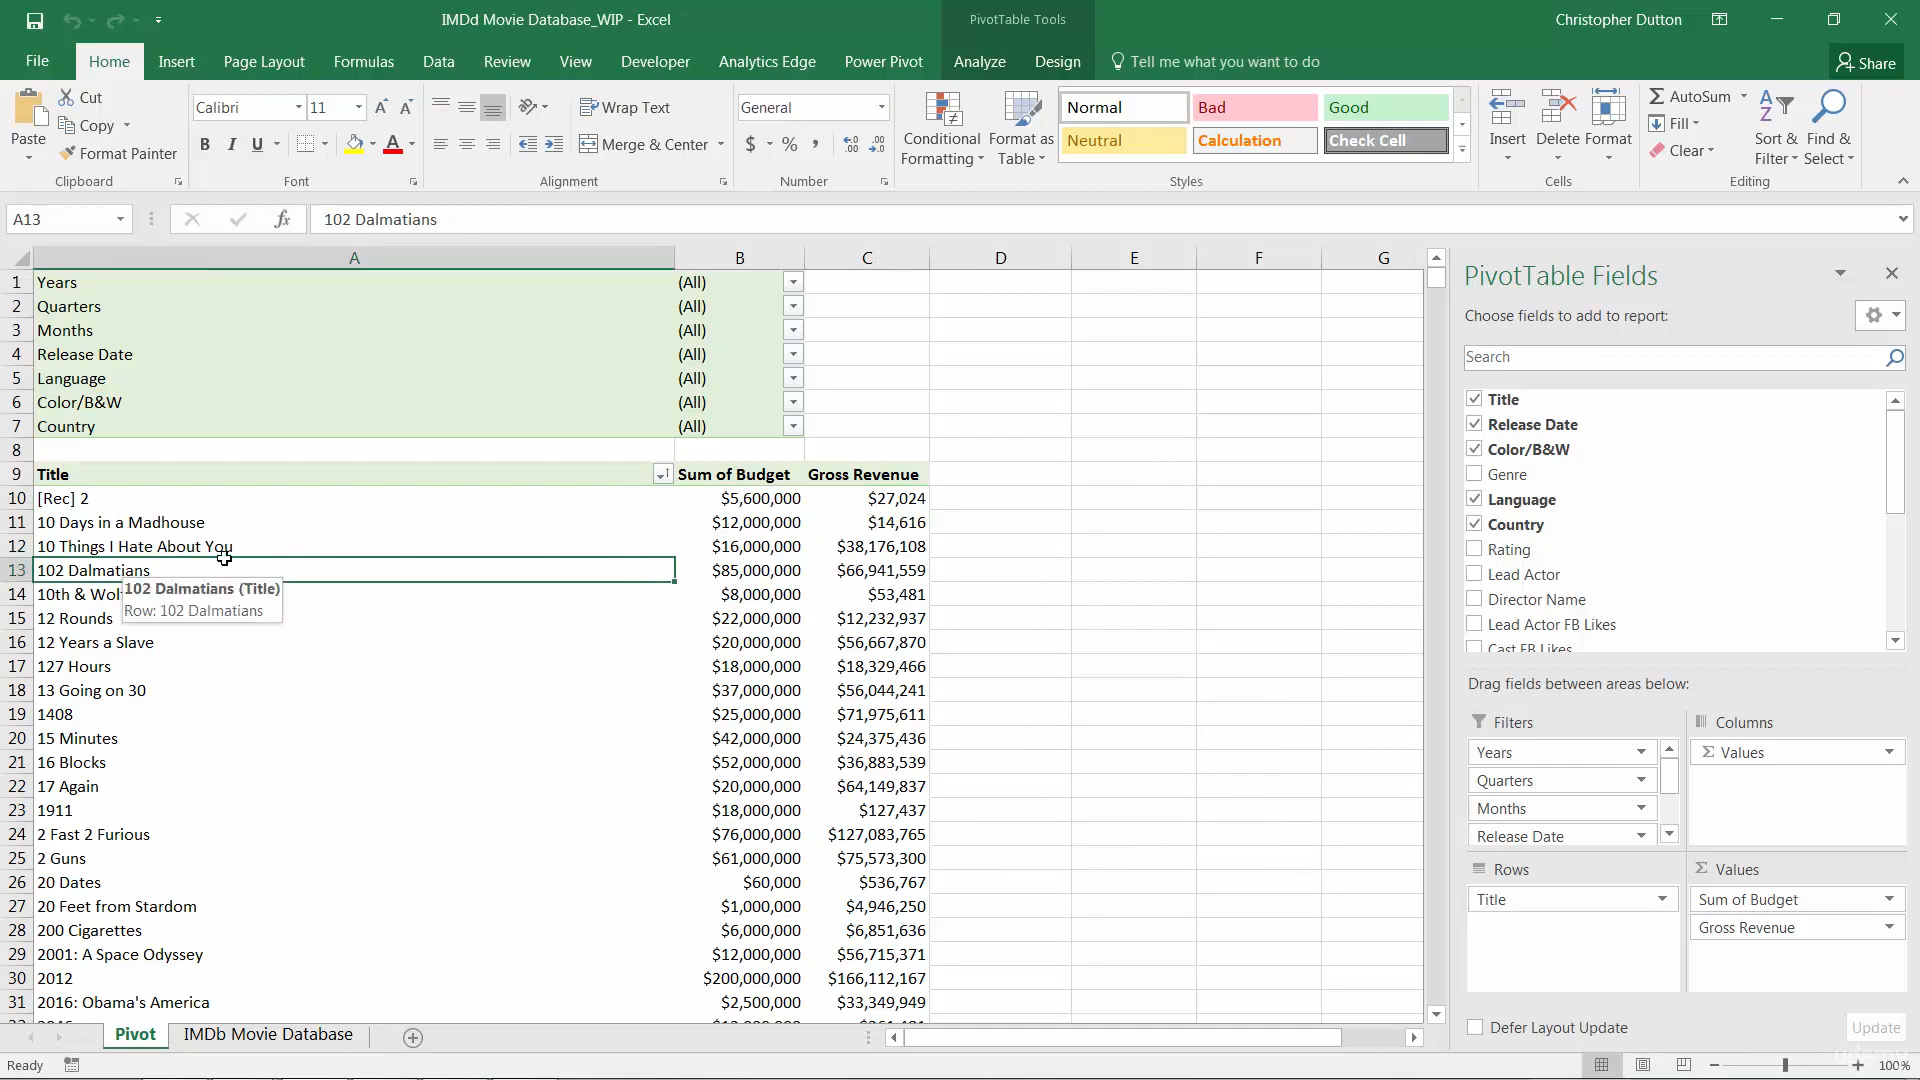 IMDd Movie Database_WIP - Excel
PivotTable Tools
Christopher Dutton
File Home Insert Page Layout Formulas Data Review View Developer Analytics Edge Power Pivot Analyze Design Tell me what you want to do Share
Paste
Cut
Copy
Format Painter
Clipboard
Calibri 11
B I U
Font
Wrap Text
Merge & Center
Alignment
General
$ % ,
Number
Conditional Formatting
Format as Table
Normal Bad Good
Neutral Calculation Check Cell
Styles
Insert Delete Format
Cells
AutoSum
Fill
Clear
Sort & Filter
Find & Select
Editing
A13 fx 102 Dalmatians
A B C D E F G
1 Years (All)
2 Quarters (All)
3 Months (All)
4 Release Date (All)
5 Language (All)
6 Color/B&W (All)
7 Country (All)
8
9 Title Sum of Budget Gross Revenue
10 [Rec] 2 $5,600,000 $27,024
11 10 Days in a Madhouse $12,000,000 $14,616
12 10 Things I Hate About You $16,000,000 $38,176,108
13 102 Dalmatians $85,000,000 $66,941,559
14 10th & Wol $8,000,000 $53,481
102 Dalmatians (Title)
Row: 102 Dalmatians
15 12 Rounds $22,000,000 $12,232,937
16 12 Years a Slave $20,000,000 $56,667,870
17 127 Hours $18,000,000 $18,329,466
18 13 Going on 30 $37,000,000 $56,044,241
19 1408 $25,000,000 $71,975,611
20 15 Minutes $42,000,000 $24,375,436
21 16 Blocks $52,000,000 $36,883,539
22 17 Again $20,000,000 $64,149,837
23 1911 $18,000,000 $127,437
24 2 Fast 2 Furious $76,000,000 $127,083,765
25 2 Guns $61,000,000 $75,573,300
26 20 Dates $60,000 $536,767
27 20 Feet from Stardom $1,000,000 $4,946,250
28 200 Cigarettes $6,000,000 $6,851,636
29 2001: A Space Odyssey $12,000,000 $56,715,371
30 2012 $200,000,000 $166,112,167
31 2016: Obama's America $2,500,000 $33,349,949
PivotTable Fields
Choose fields to add to report:
Search
Title
Release Date
Color/B&W
Genre
Language
Country
Rating
Lead Actor
Director Name
Lead Actor FB Likes
Cast FB Likes
Drag fields between areas below:
Filters
Years
Quarters
Months
Release Date
Columns
Σ Values
Rows
Title
Σ Values
Sum of Budget
Gross Revenue
Defer Layout Update Update
Pivot IMDb Movie Database
Ready 100%